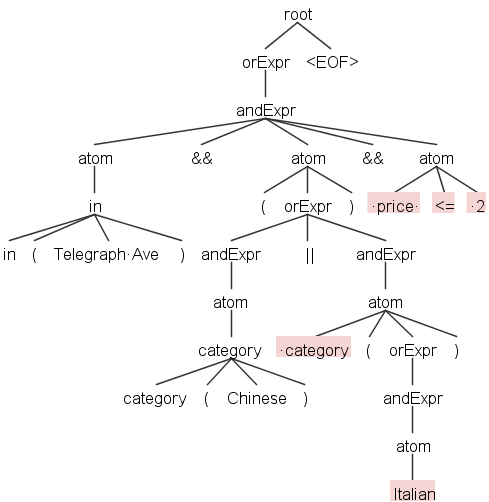 root
orExpr <EOF>
andExpr
atom && atom && atom
in ( orExpr ) ·price· <= ·2
in ( Telegraph·Ave ) andExpr || andExpr
atom atom
category ·category ( orExpr )
category ( Chinese ) andExpr
atom
Italian